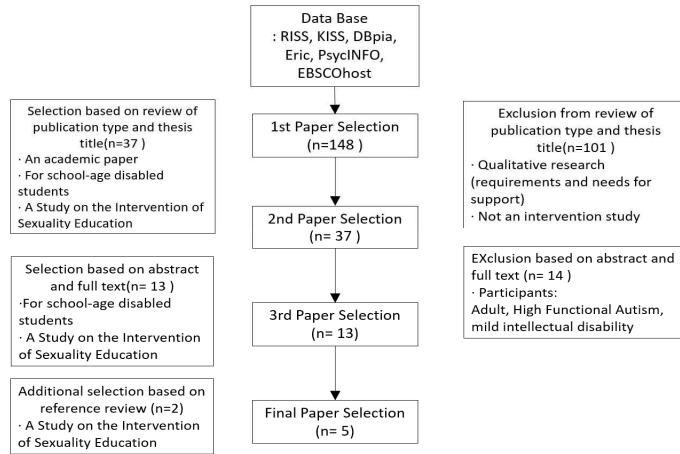 Data Base
: RISS, KISS, DBpia,
Eric, PsycINFO,
EBSCOhost
Selection based on review of
publication type and thesis
title(n=37 )
· An academic paper
· For school-age disabled
students
· A Study on the Intervention of
Sexuality Education
1st Paper Selection
(n=148 )
Exclusion from review of
publication type and thesis
title(n=101 )
· Qualitative research
(requirements and needs for
support)
· Not an intervention study
2nd Paper Selection
(n= 37 )
Selection based on abstract
and full text(n= 13 )
·For school-age disabled
students
· A Study on the Intervention
of Sexuality Education
3rd Paper Selection
(n= 13)
EXclusion based on abstract and
full text (n= 14 )
· Participants:
Adult, High Functional Autism,
mild intellectual disability
Additional selection based on
reference review (n=2)
· A Study on the Intervention
of Sexuality Education
Final Paper Selection
(n= 5)